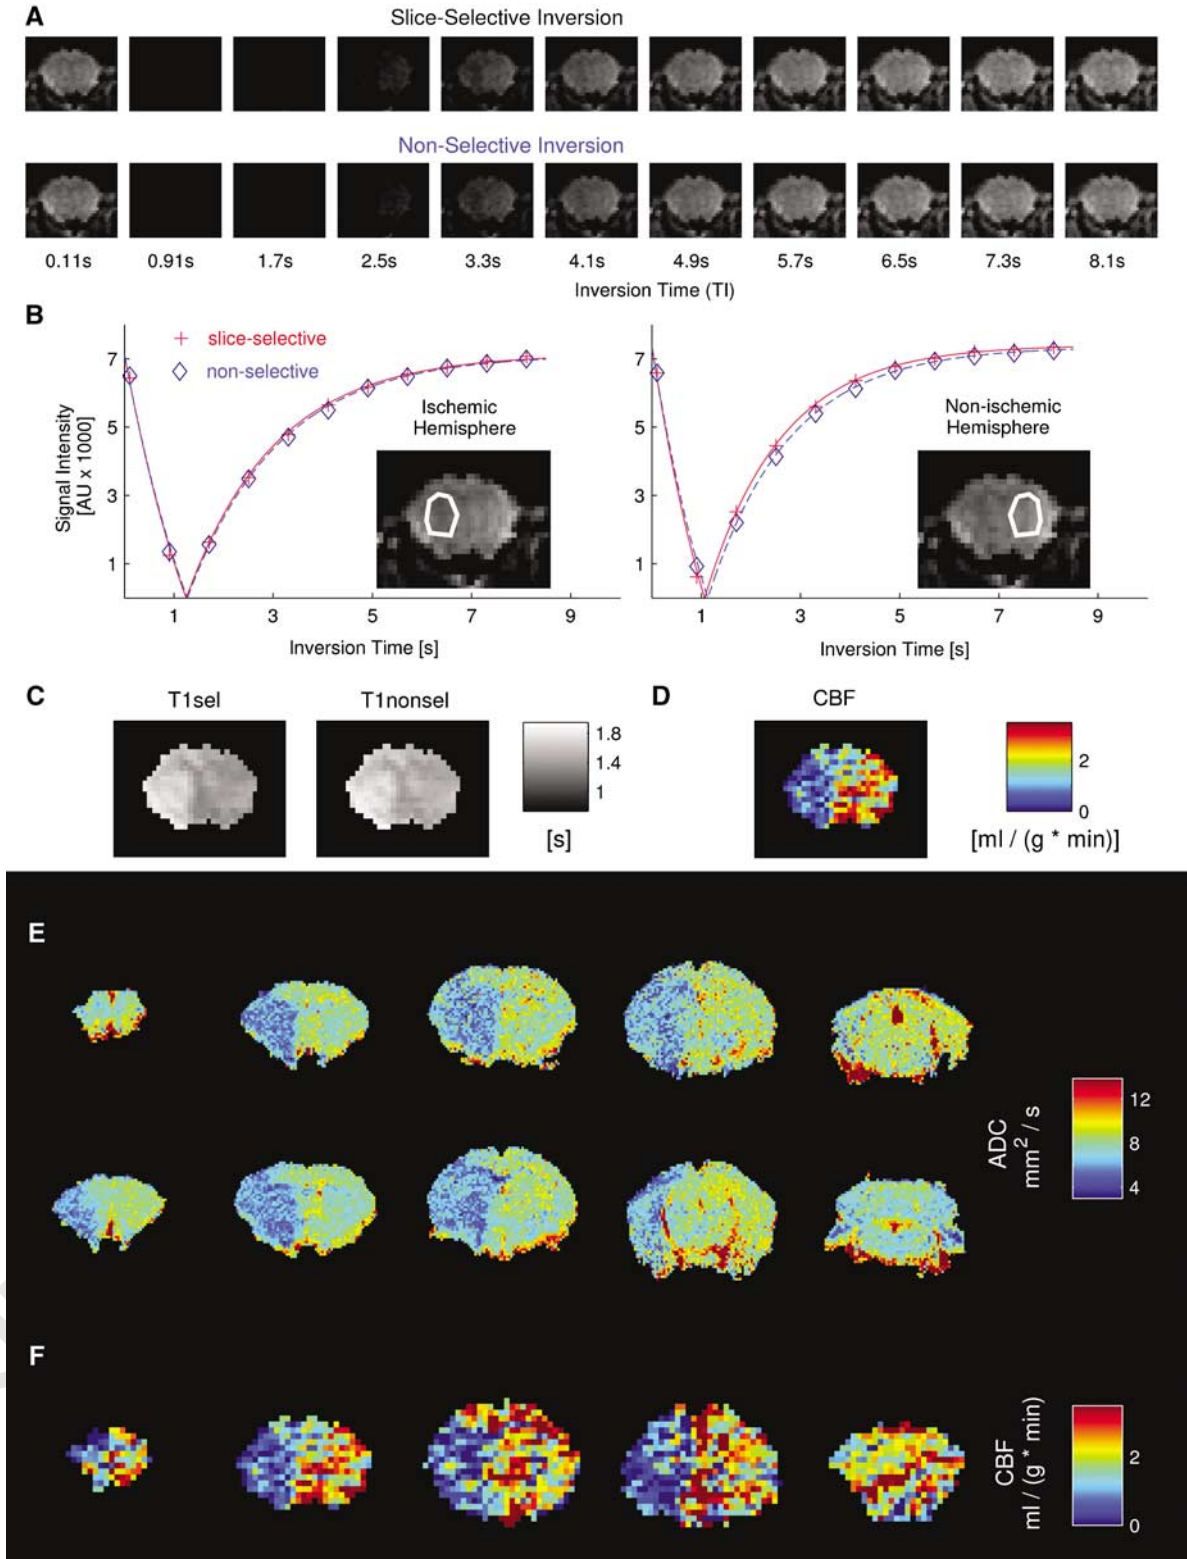 A
Slice-Selective Inversion
Non-Selective Inversion
0.11s 0.91s 1.7s 2.5s 3.3s 4.1s 4.9s 5.7s 6.5s 7.3s 8.1s
Inversion Time (TI)
B
slice-selective
non-selective
Signal Intensity
[AU x 1000]
7
5
3
1
Ischemic
Hemisphere
1 3 5 7 9
Inversion Time [s]
7
5
3
1
Non-ischemic
Hemisphere
1 3 5 7 9
Inversion Time [s]
C
T1sel
T1nonsel
1.8
1.4
1
[s]
D
CBF
2
0
[ml / (g * min)]
E
ADC
mm2 / s
12
8
4
F
CBF
ml / (g * min)
2
0